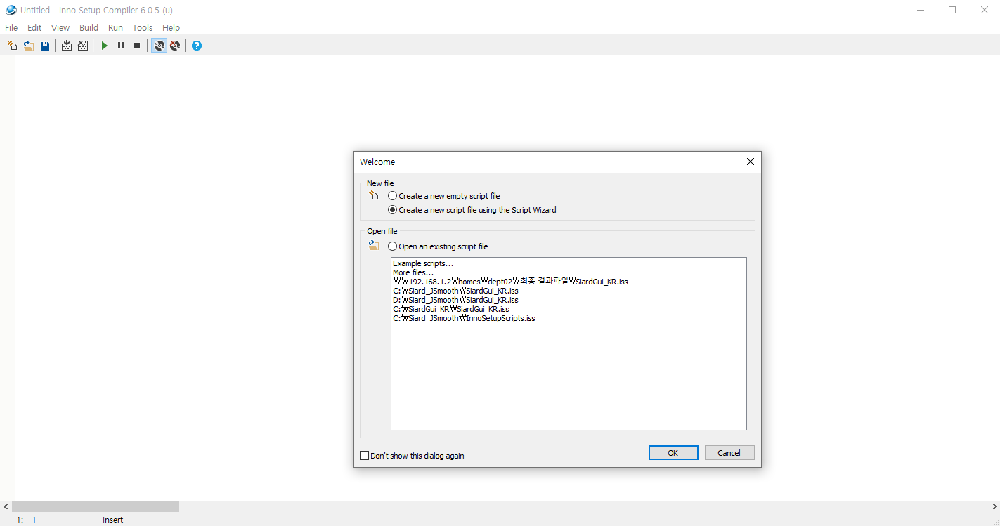 Untitled - Inno Setup Compiler 6.0.5 (u)
File Edit View Build Run Tools Help
Welcome
New file
Create a new empty script file
Create a new script file using the Script Wizard
Open file
Open an existing script file
Example scripts...
More files...
₩₩192.168.1.2₩homes₩dept02₩최종 결과파일₩SiardGui_KR.iss
C:₩Siard_JSmooth₩SiardGui_KR.iss
D:₩Siard_JSmooth₩SiardGui_KR.iss
C:₩SiardGui_KR₩SiardGui_KR.iss
C:₩Siard_JSmooth₩InnoSetupScripts.iss
Don't show this dialog again
OK Cancel
1: 1 Insert